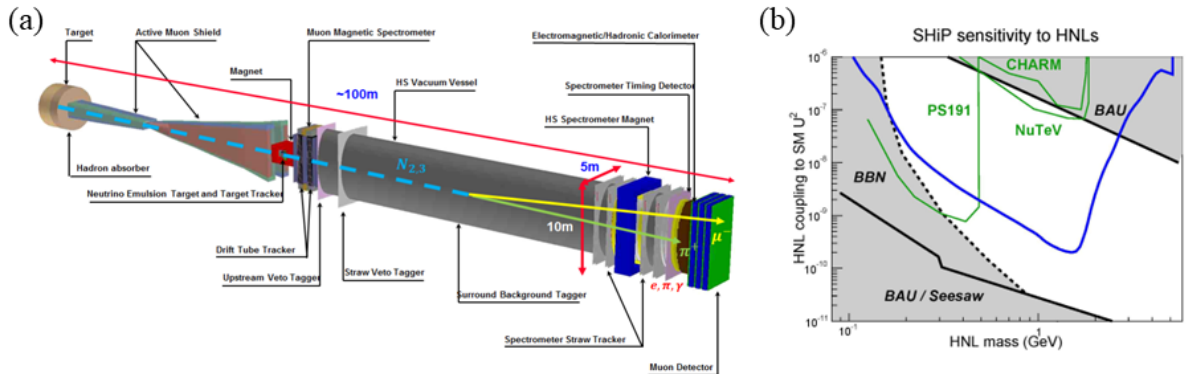 (a)
Target
Active Muon Shield
Muon Magnetic Spectrometer
Magnet
HS Vacuum Vessel
Electromagnetic/Hadronic Calorimeter
Spectrometer Timing Detector
HS Spectrometer Magnet
~100m
5m
10m
N2,3
μ⁻
π⁺
e, π, γ
Hadron absorber
Neutrino Emulsion Target and Target Tracker
Drift Tube Tracker
Upstream Veto Tagger
Straw Veto Tagger
Surround Background Tagger
Spectrometer Straw Tracker
Muon Detector
(b)
SHiP sensitivity to HNLs
HNL coupling to SM U²
10⁻⁶
10⁻⁷
10⁻⁸
10⁻⁹
10⁻¹⁰
10⁻¹¹
CHARM
BAU
PS191
NuTeV
BBN
BAU / Seesaw
10⁻¹
1
HNL mass (GeV)